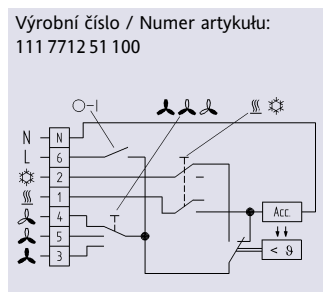 Výrobní číslo / Numer artykułu:
111 7712 51 100
N N
L 6
2
1
4
5
3
Acc.
< ϑ